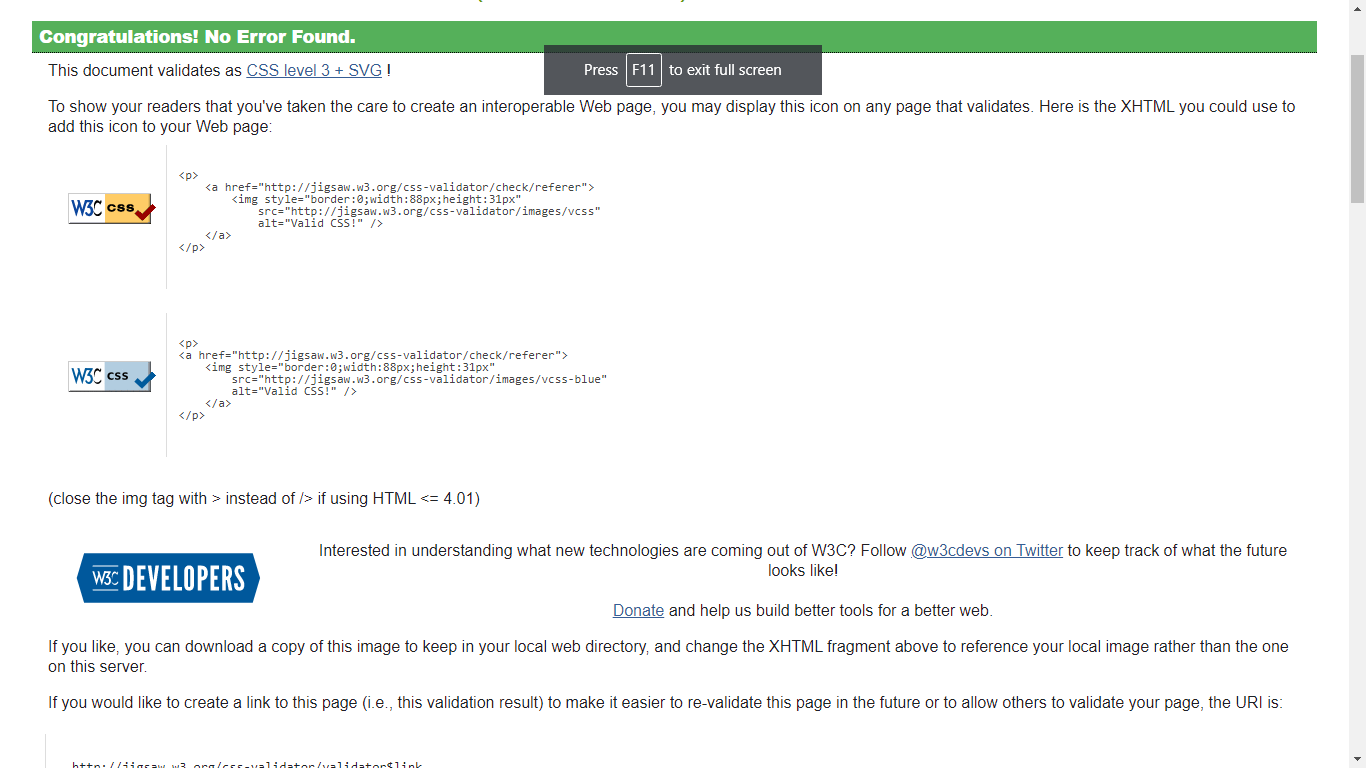 Congratulations! No Error Found.
This document validates as CSS level 3 + SVG !
Press F11 to exit full screen
To show your readers that you've taken the care to create an interoperable Web page, you may display this icon on any page that validates. Here is the XHTML you could use to
add this icon to your Web page:
W3C css
<p>
<a href="http://jigsaw.w3.org/css-validator/check/referer">
<img style="border:0;width:88px;height:31px"
src="http://jigsaw.w3.org/css-validator/images/vcss"
alt="Valid CSS!" />
</a>
</p>
W3C css
<p>
<a href="http://jigsaw.w3.org/css-validator/check/referer">
<img style="border:0;width:88px;height:31px"
src="http://jigsaw.w3.org/css-validator/images/vcss-blue"
alt="Valid CSS!" />
</a>
</p>
(close the img tag with > instead of /> if using HTML <= 4.01)
W3C DEVELOPERS
Interested in understanding what new technologies are coming out of W3C? Follow @w3cdevs on Twitter to keep track of what the future
looks like!
Donate and help us build better tools for a better web.
If you like, you can download a copy of this image to keep in your local web directory, and change the XHTML fragment above to reference your local image rather than the one
on this server.
If you would like to create a link to this page (i.e., this validation result) to make it easier to re-validate this page in the future or to allow others to validate your page, the URI is:
http://jigsaw.w3.org/css-validator/validator$link